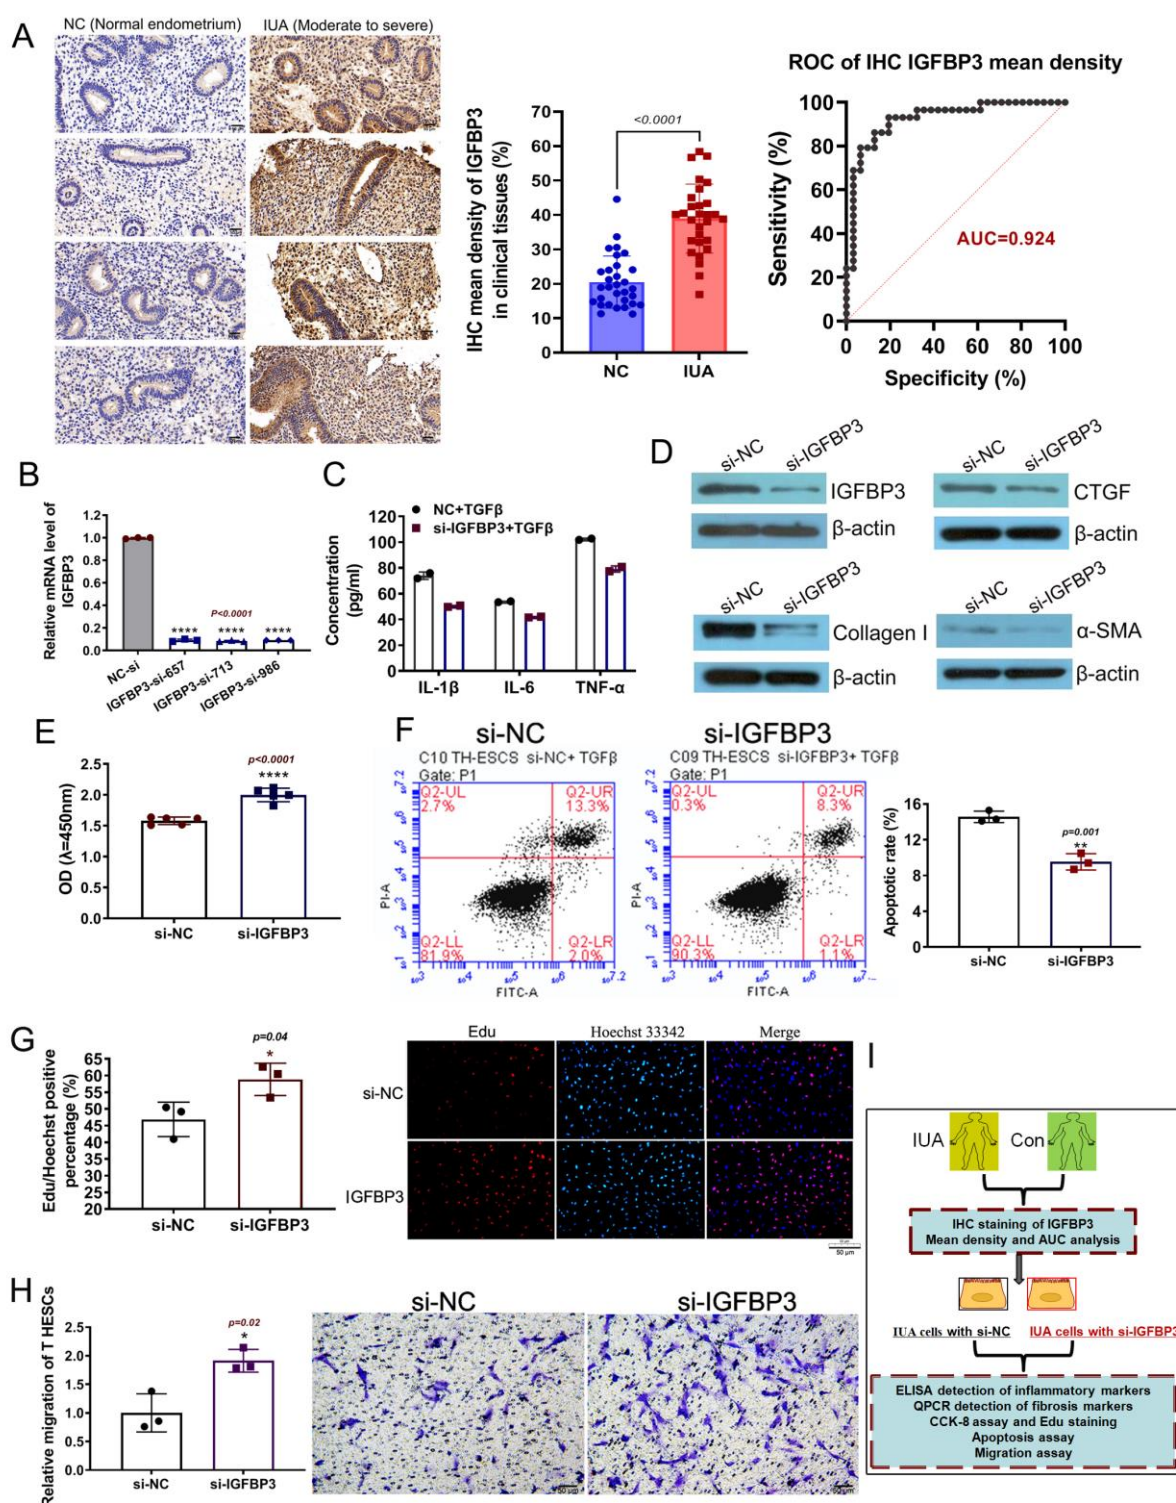 A
NC (Normal endometrium)
IUA (Moderate to severe)
IHC mean density of IGFBP3
in clinical tissues (%)
70
60
50
40
30
20
10
0
<0.0001
NC
IUA
ROC of IHC IGFBP3 mean density
Sensitivity (%)
100
80
60
40
20
0
AUC=0.924
0 20 40 60 80 100
Specificity (%)
B
Relative mRNA level of
IGFBP3
1.2
1.0
0.8
0.6
0.4
0.2
0.0
P<0.0001
**** **** ****
NC-si
IGFBP3-si-657
IGFBP3-si-713
IGFBP3-si-986
C
NC+TGFβ
si-IGFBP3+TGFβ
Concentration
(pg/ml)
120
100
80
60
40
20
0
IL-1β
IL-6
TNF-α
D
si-NC
si-IGFBP3
IGFBP3
β-actin
si-NC
si-IGFBP3
CTGF
β-actin
si-NC
si-IGFBP3
Collagen I
β-actin
si-NC
si-IGFBP3
α-SMA
β-actin
E
OD (λ=450nm)
2.5
2.0
1.5
1.0
0.5
0.0
p<0.0001
****
si-NC
si-IGFBP3
F
si-NC
C10 TH-ESCS si-NC+ TGFβ
Gate: P1
Q2-UL
2.7%
Q2-UR
13.3%
Q2-LL
81.9%
Q2-LR
2.0%
PI-A
FITC-A
si-IGFBP3
C09 TH-ESCS si-IGFBP3+ TGFβ
Gate: P1
Q2-UL
0.3%
Q2-UR
8.3%
Q2-LL
90.3%
Q2-LR
1.1%
PI-A
FITC-A
Apoptotic rate (%)
16
12
8
4
0
p=0.001
**
si-NC
si-IGFBP3
G
Edu/Hoechst positive
percentage (%)
65
60
55
50
45
40
35
30
25
20
p=0.04
*
si-NC
si-IGFBP3
Edu
Hoechst 33342
Merge
si-NC
IGFBP3
50 μm
H
Relative migration of T HESCs
2.5
2.0
1.5
1.0
0.5
0.0
p=0.02
*
si-NC
si-IGFBP3
si-NC
si-IGFBP3
I
IUA
Con
IHC staining of IGFBP3
Mean density and AUC analysis
IUA cells with si-NC
IUA cells with si-IGFBP3
ELISA detection of inflammatory markers
QPCR detection of fibrosis markers
CCK-8 assay and Edu staining
Apoptosis assay
Migration assay